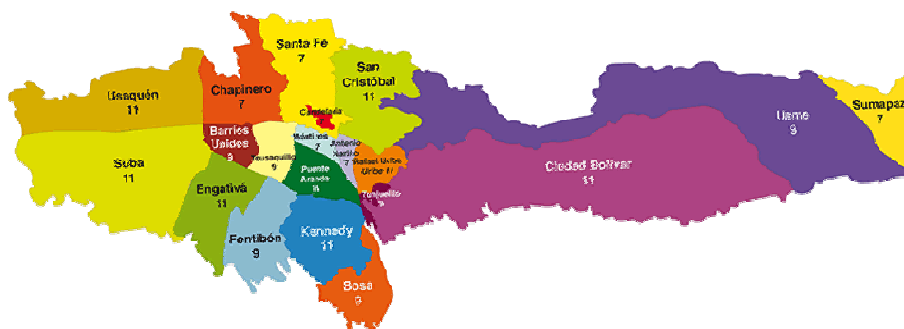 Santa Fé
7
San
Cristóbal
11
Usaquén
11
Chapinero
7
Candelaria
Sumapaz
7
Usme
9
Barrios
Unidos
9
Teusaquillo
9
Mártires
7
Antonio
Nariño
7
Rafael Uribe
Uribe 11
Suba
11
Puente
Aranda
Ciudad Bolívar
11
Engativá
11
Tunjuelito
Fontibón
9
Kennedy
11
Bosa
9